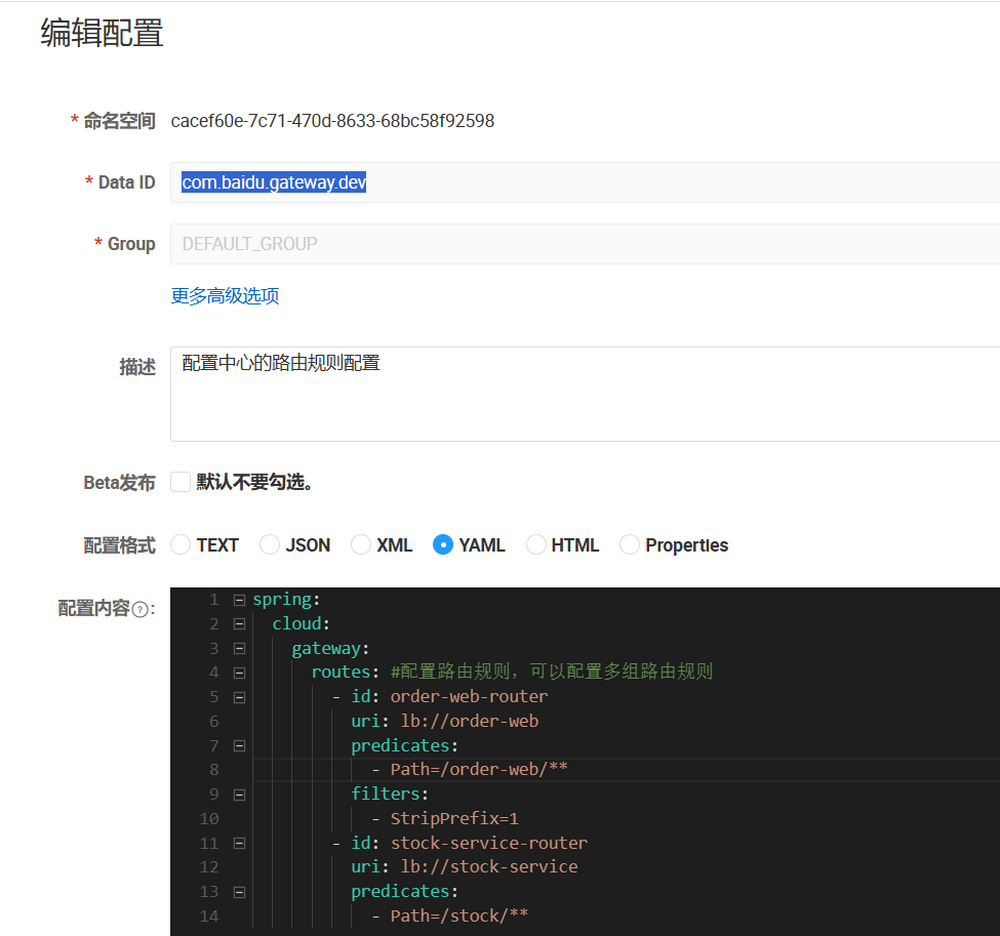 编辑配置
* 命名空间 cacef60e-7c71-470d-8633-68bc58f92598
* Data ID com.baidu.gateway.dev
* Group DEFAULT_GROUP
更多高级选项
描述 配置中心的路由规则配置
Beta发布 默认不要勾选。
配置格式 TEXT JSON XML YAML HTML Properties
配置内容?:
1 spring:
2 cloud:
3 gateway:
4 routes: #配置路由规则，可以配置多组路由规则
5 - id: order-web-router
6 uri: lb://order-web
7 predicates:
8 - Path=/order-web/**
9 filters:
10 - StripPrefix=1
11 - id: stock-service-router
12 uri: lb://stock-service
13 predicates:
14 - Path=/stock/**